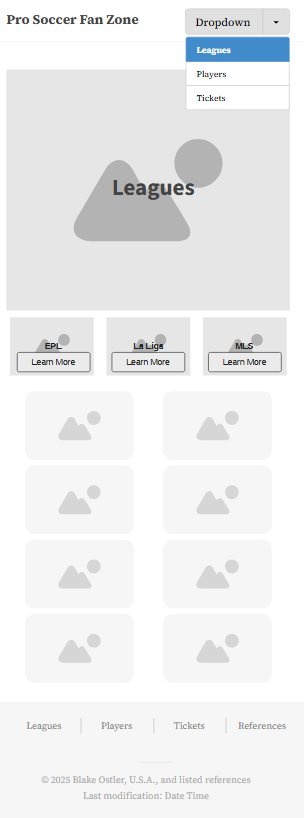 Pro Soccer Fan Zone
Dropdown
Leagues
Players
Tickets
Leagues
EPL
La Liga
MLS
Learn More
Learn More
Learn More
Leagues
Players
Tickets
References
© 2025 Blake Ostler, U.S.A., and listed references
Last modification: Date Time